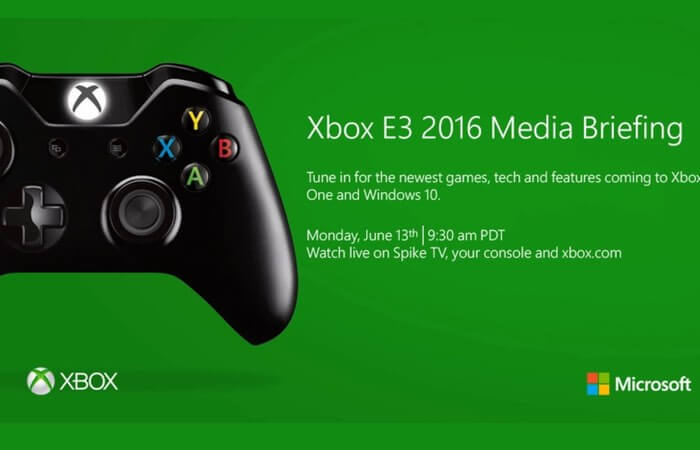 Y
X
B
A
Xbox E3 2016 Media Briefing
Tune in for the newest games, tech and features coming to Xbox
One and Windows 10.
Monday, June 13th | 9:30 am PDT
Watch live on Spike TV, your console and xbox.com
XBOX
Microsoft